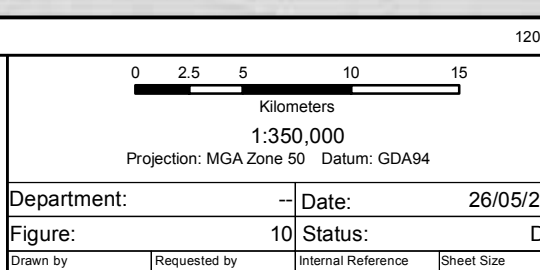 120
0 2.5 5 10 15
Kilometers
1:350,000
Projection: MGA Zone 50 Datum: GDA94
Department: -- Date: 26/05/2
Figure: 10 Status: D
Drawn by Requested by Internal Reference Sheet Size